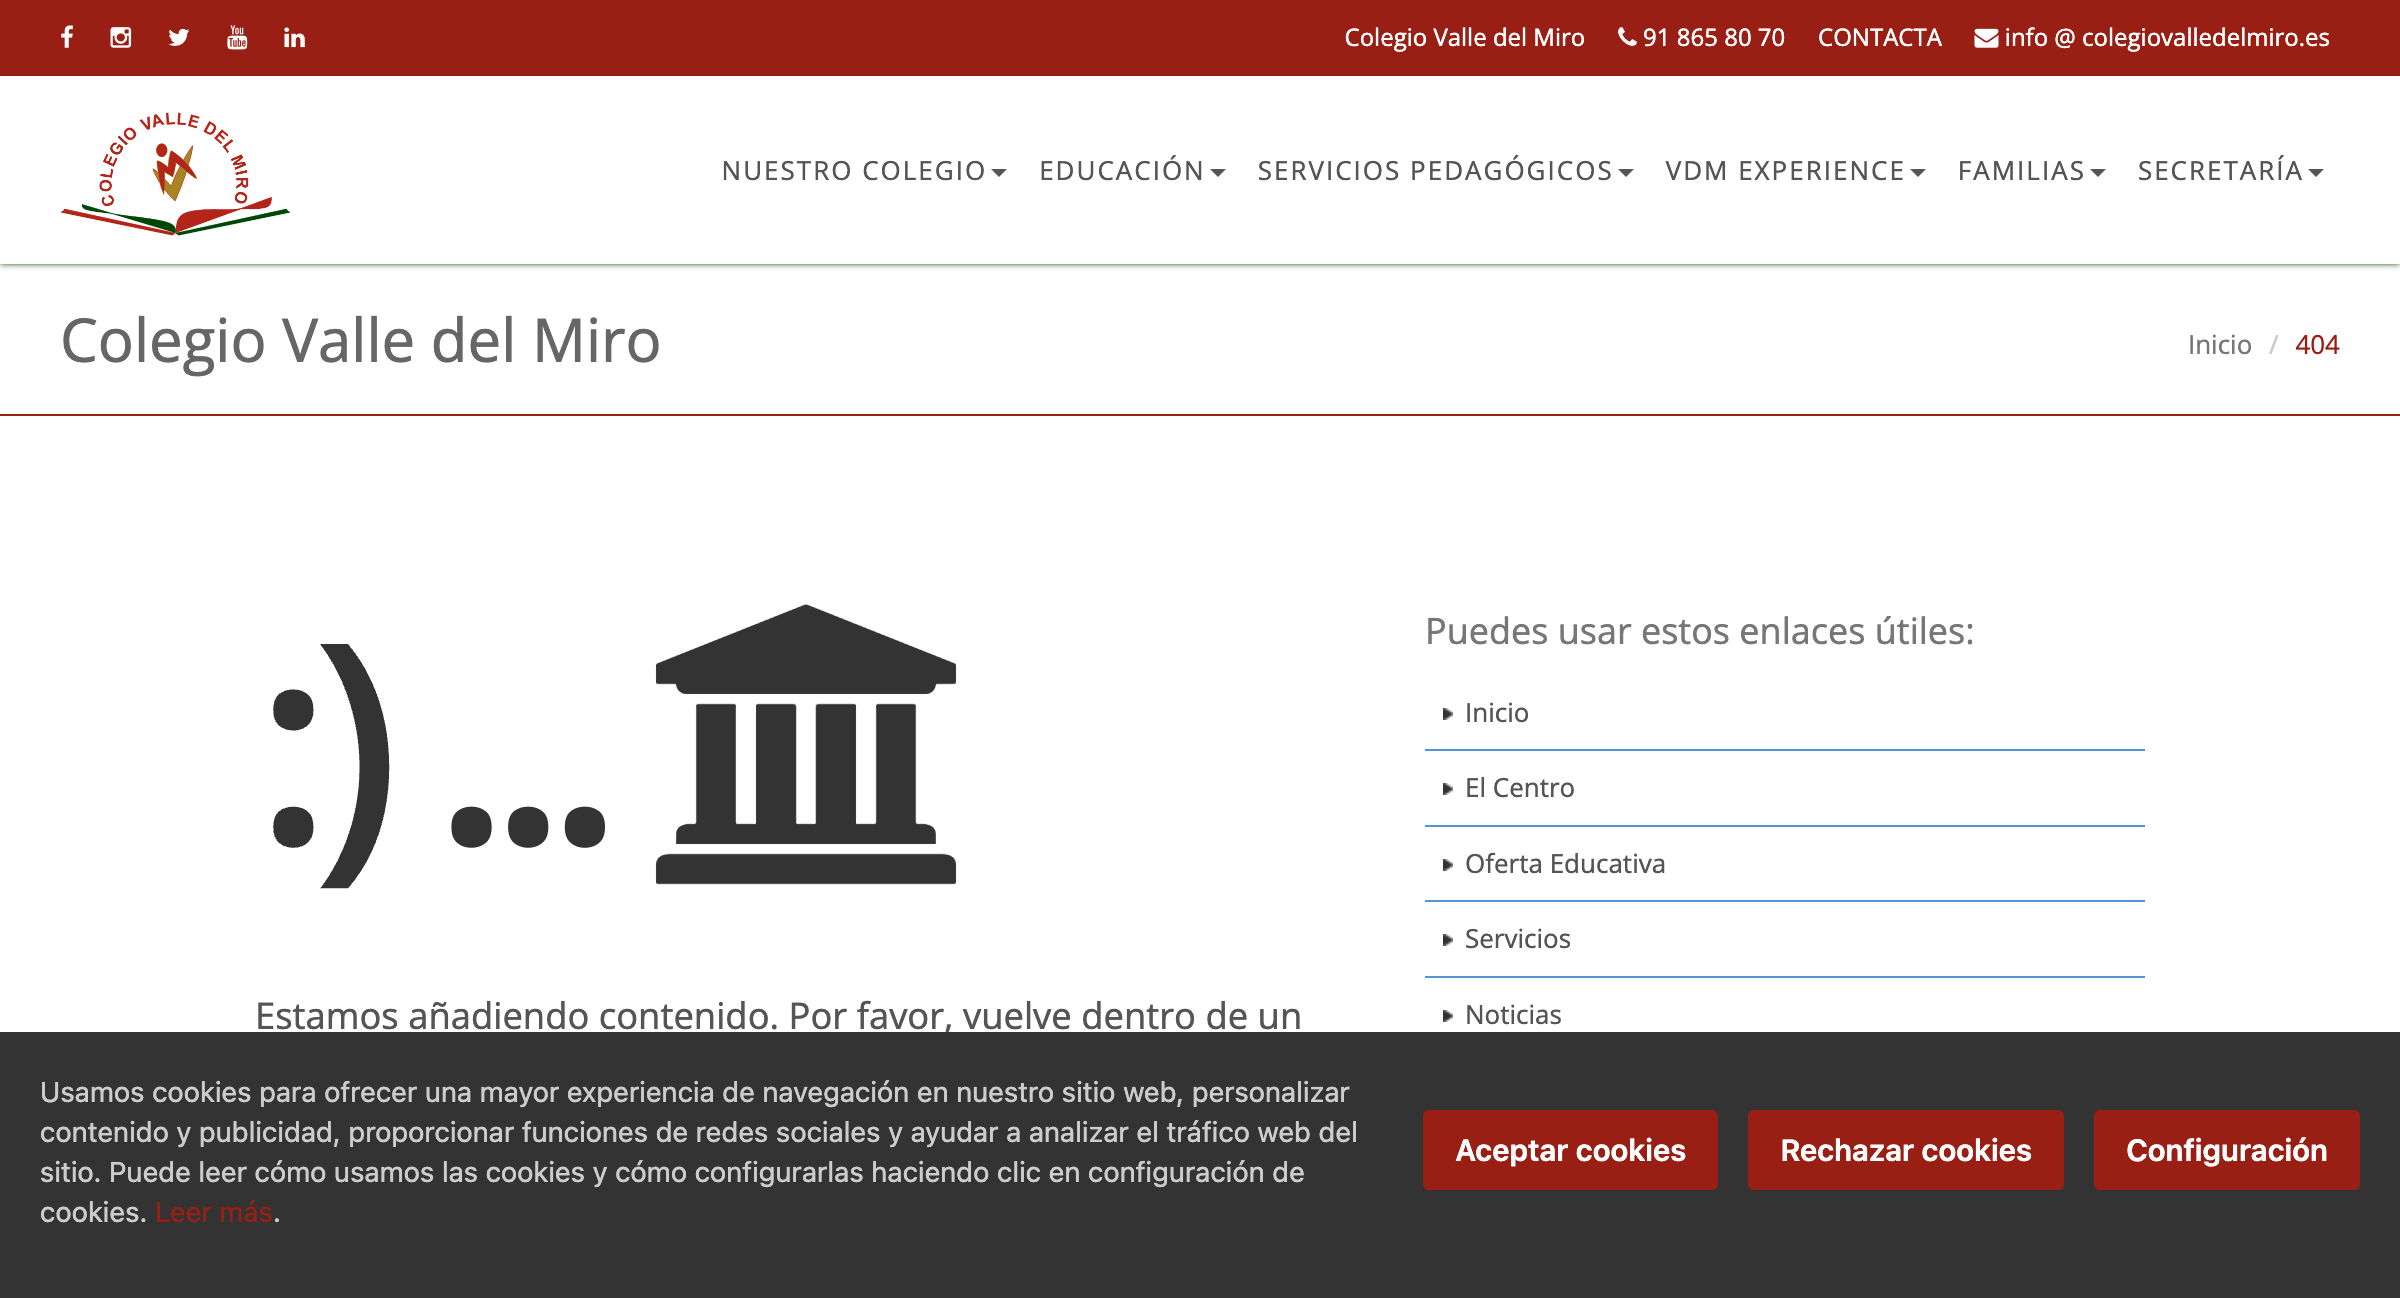 Colegio Valle del Miro 91 865 80 70 CONTACTA info @ colegiovalledelmiro.es
COLEGIO VALLE DEL MIRO
NUESTRO COLEGIO EDUCACIÓN SERVICIOS PEDAGÓGICOS VDM EXPERIENCE FAMILIAS SECRETARÍA
Colegio Valle del Miro
Inicio / 404
:) ...
Estamos añadiendo contenido. Por favor, vuelve dentro de un
Puedes usar estos enlaces útiles:
Inicio
El Centro
Oferta Educativa
Servicios
Noticias
Usamos cookies para ofrecer una mayor experiencia de navegación en nuestro sitio web, personalizar
contenido y publicidad, proporcionar funciones de redes sociales y ayudar a analizar el tráfico web del
sitio. Puede leer cómo usamos las cookies y cómo configurarlas haciendo clic en configuración de
cookies. Leer más.
Aceptar cookies Rechazar cookies Configuración